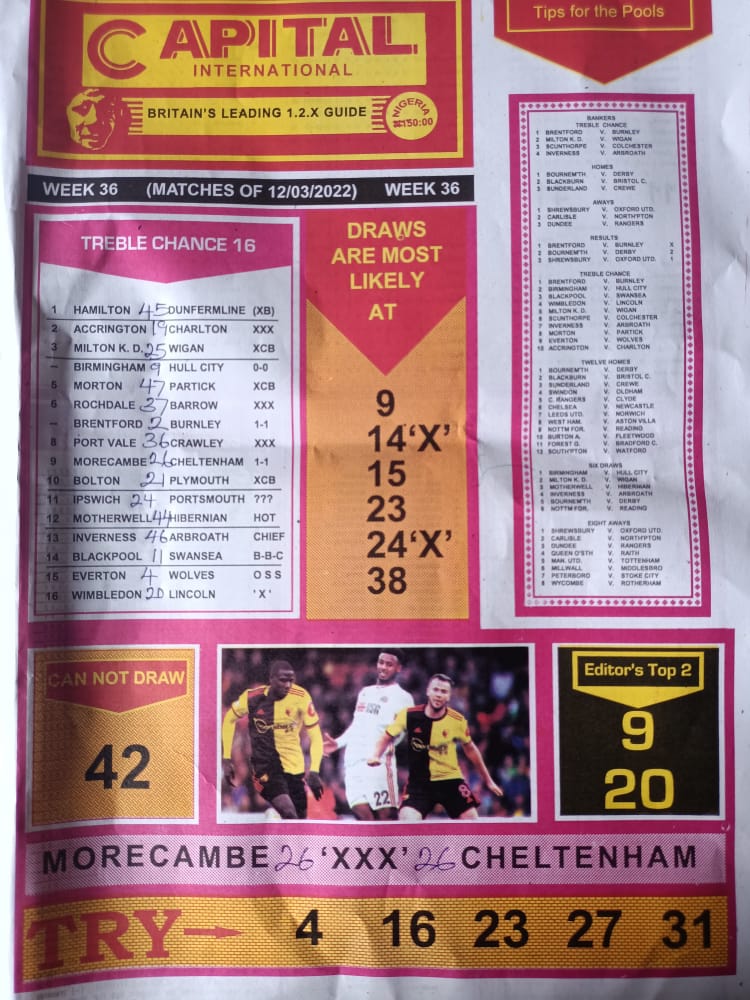 CAPITAL
INTERNATIONAL
BRITAIN'S LEADING 1.2.X GUIDE
NIGERIA
₦150:00
Tips for the Pools
WEEK 36 (MATCHES OF 12/03/2022) WEEK 36
TREBLE CHANCE 16
1 HAMILTON 45 DUNFERMLINE (XB)
2 ACCRINGTON 19 CHARLTON XXX
3 MILTON K. D. 25 WIGAN XCB
– BIRMINGHAM 9 HULL CITY 0-0
5 MORTON 47 PARTICK XCB
6 ROCHDALE 37 BARROW XXX
– BRENTFORD 2 BURNLEY 1-1
8 PORT VALE 36 CRAWLEY XXX
9 MORECAMBE 26 CHELTENHAM 1-1
10 BOLTON 21 PLYMOUTH XCB
11 IPSWICH 24 PORTSMOUTH ???
12 MOTHERWELL 44 HIBERNIAN HOT
13 INVERNESS 46 ARBROATH CHIEF
14 BLACKPOOL 11 SWANSEA B-B-C
15 EVERTON 4 WOLVES O S S
16 WIMBLEDON 20 LINCOLN 'X'
DRAWS
ARE MOST
LIKELY
AT
9
14 'X'
15
23
24 'X'
38
BANKERS
TREBLE CHANCE
1 BRENTFORD V. BURNLEY
2 MILTON K. D. V. WIGAN
3 SCUNTHORPE V. COLCHESTER
4 INVERNESS V. ARBROATH
HOMES
1 BOURNEM'TH V. DERBY
2 BLACKBURN V. BRISTOL C.
3 SUNDERLAND V. CREWE
AWAYS
1 SHREWSBURY V. OXFORD UTD.
2 CARLISLE V. NORTH'PTON
3 DUNDEE V. RANGERS
RESULTS
1 BRENTFORD V. BURNLEY X
2 BOURNEM'TH V. DERBY 2
3 SHREWSBURY V. OXFORD UTD. 1
TREBLE CHANCE
1 BRENTFORD V. BURNLEY
2 BIRMINGHAM V. HULL CITY
3 BLACKPOOL V. SWANSEA
4 WIMBLEDON V. LINCOLN
5 MILTON K. D. V. WIGAN
6 SCUNTHORPE V. COLCHESTER
7 INVERNESS V. ARBROATH
8 MORTON V. PARTICK
9 EVERTON V. WOLVES
10 ACCRINGTON V. CHARLTON
TWELVE HOMES
1 BOURNEM'TH V. DERBY
2 BLACKBURN V. BRISTOL C.
3 SUNDERLAND V. CREWE
4 SWINDON V. OLDHAM
5 C. RANGERS V. CLYDE
6 CHELSEA V. NEWCASTLE
7 LEEDS UTD. V. NORWICH
8 WEST HAM. V. ASTON VILLA
9 NOTTM FOR. V. READING
10 BURTON A. V. FLEETWOOD
11 FOREST G. V. BRADFORD C.
12 SOUTH'PTON V. WATFORD
SIX DRAWS
1 BIRMINGHAM V. HULL CITY
2 MILTON K. D. V. WIGAN
3 MOTHERWELL V. HIBERNIAN
4 INVERNESS V. ARBROATH
5 BOURNEM'TH V. DERBY
6 NOTTM FOR. V. READING
EIGHT AWAYS
1 SHREWSBURY V. OXFORD UTD.
2 CARLISLE V. NORTH'PTON
3 DUNDEE V. RANGERS
4 QUEEN O'STH V. RAITH
5 MAN. UTD. V. TOTTENHAM
6 MILLWALL V. MIDDLESBRO
7 PETERBORO V. STOKE CITY
8 WYCOMBE V. ROTHERHAM
CAN NOT DRAW
42
22
8
Editor's Top 2
9
20
MORECAMBE 26 'XXX' 26 CHELTENHAM
TRY 4 16 23 27 31